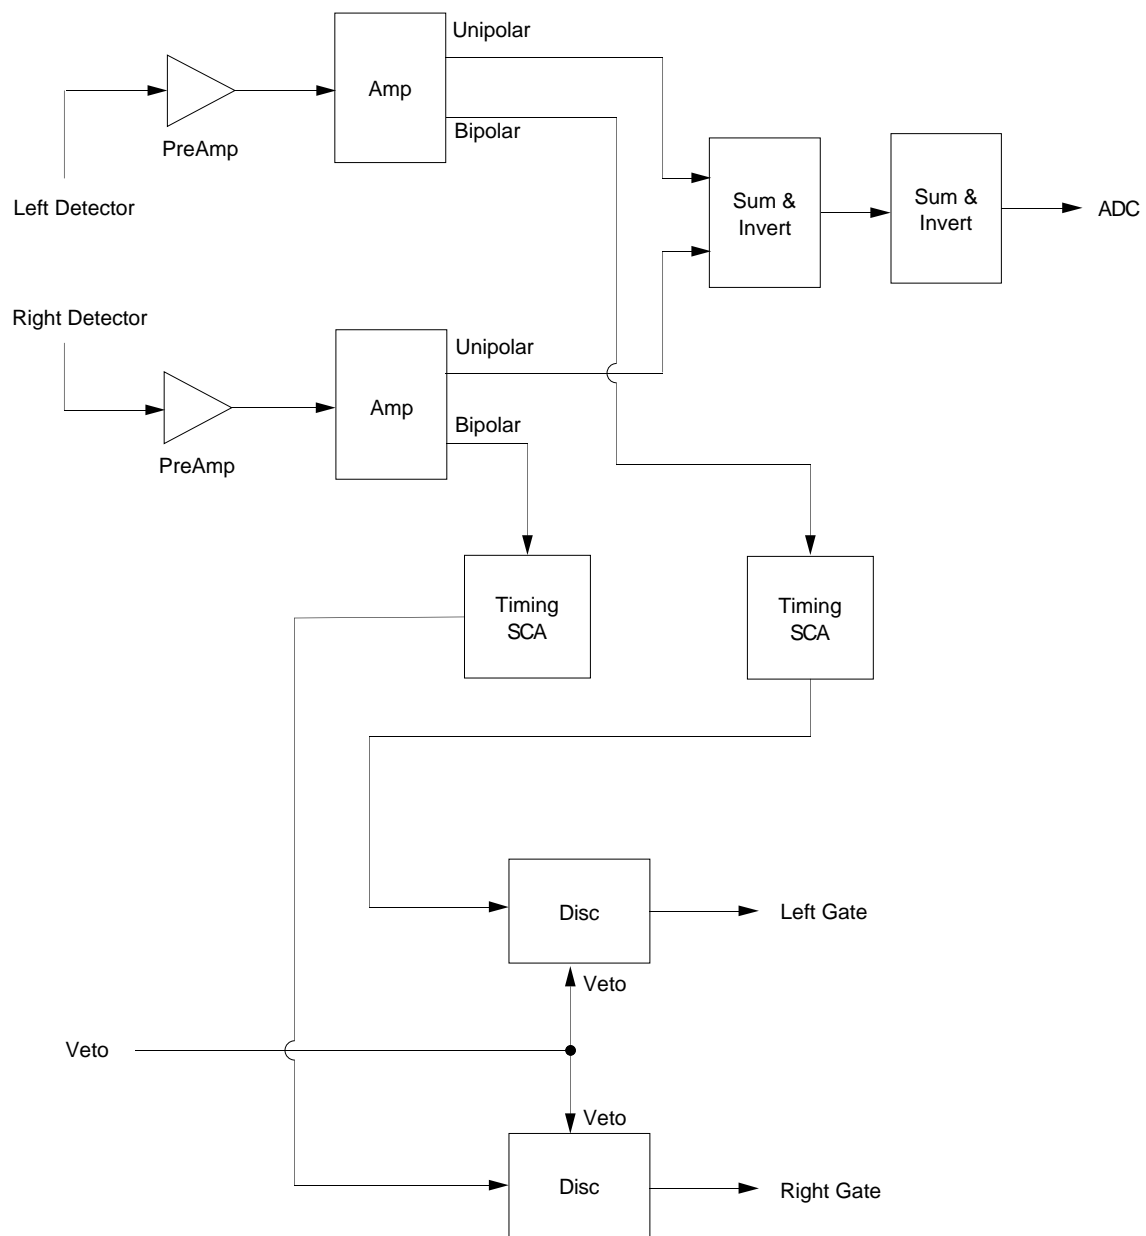 Unipolar
Amp
Bipolar
PreAmp
Left Detector
Sum &
Invert
Sum &
Invert
ADC
Right Detector
Unipolar
Amp
Bipolar
PreAmp
Timing
SCA
Timing
SCA
Disc
Left Gate
Veto
Veto
Veto
Disc
Right Gate